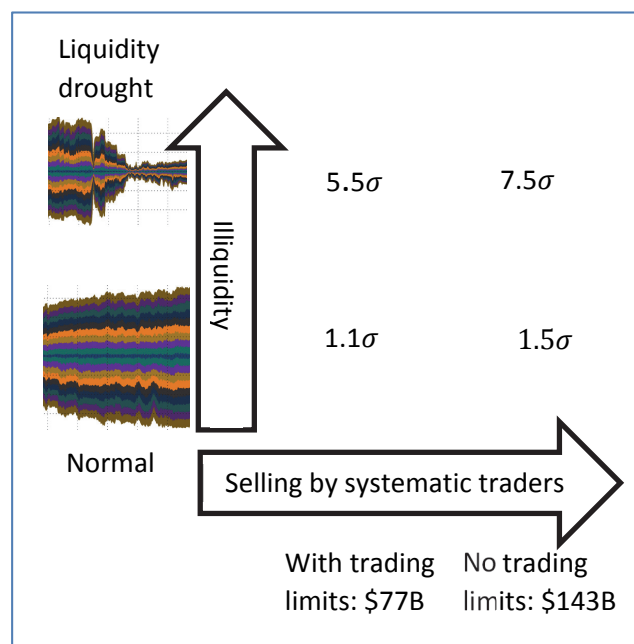 Liquidity
drought
5.5σ
7.5σ
Illiquidity
1.1σ
1.5σ
Normal
Selling by systematic traders
With trading
limits: $77B
No trading
limits: $143B